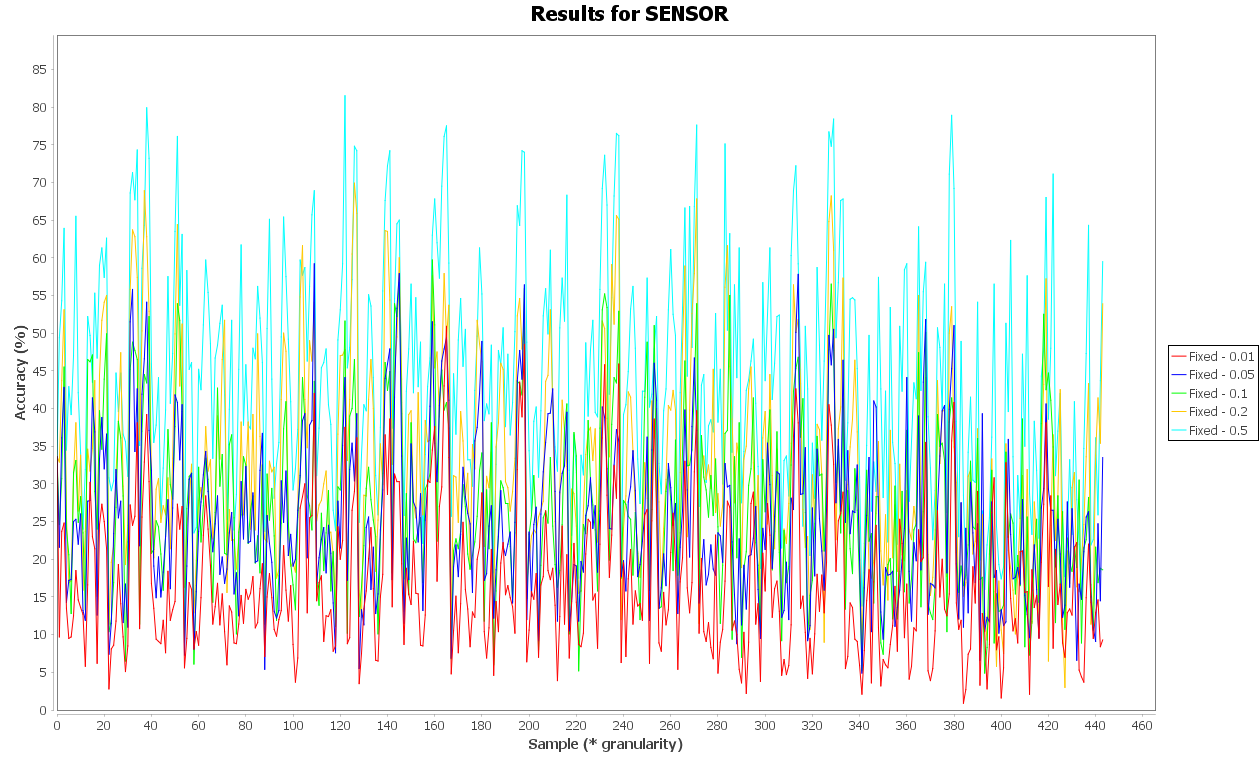 Results for SENSOR
Accuracy (%)
85
80
75
70
65
60
55
50
45
40
35
30
25
20
15
10
5
0
0 20 40 60 80 100 120 140 160 180 200 220 240 260 280 300 320 340 360 380 400 420 440 460
Sample (* granularity)
Fixed - 0.01
Fixed - 0.05
Fixed - 0.1
Fixed - 0.2
Fixed - 0.5